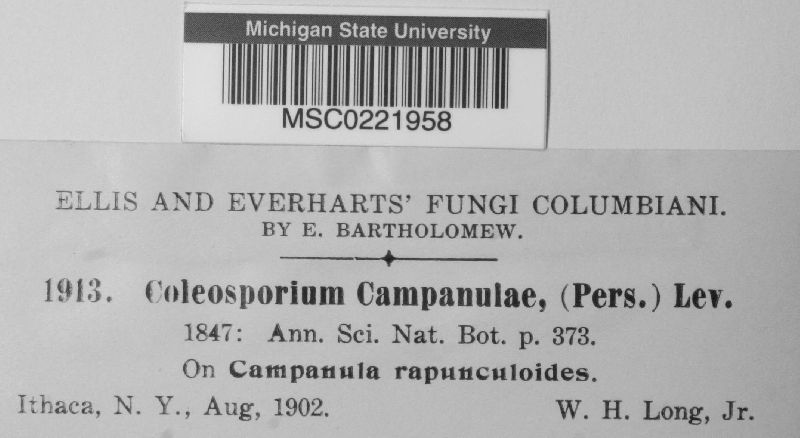 Michigan State University
MSC0221958
ELLIS AND EVERHARTS' FUNGI COLUMBIANI.
BY E. BARTHOLOMEW.
1913. Coleosporium Campanulae, (Pers.) Lev.
1847: Ann. Sci. Nat. Bot. p. 373.
On Campanula rapunculoides.
Ithaca, N. Y., Aug, 1902. W. H. Long, Jr.